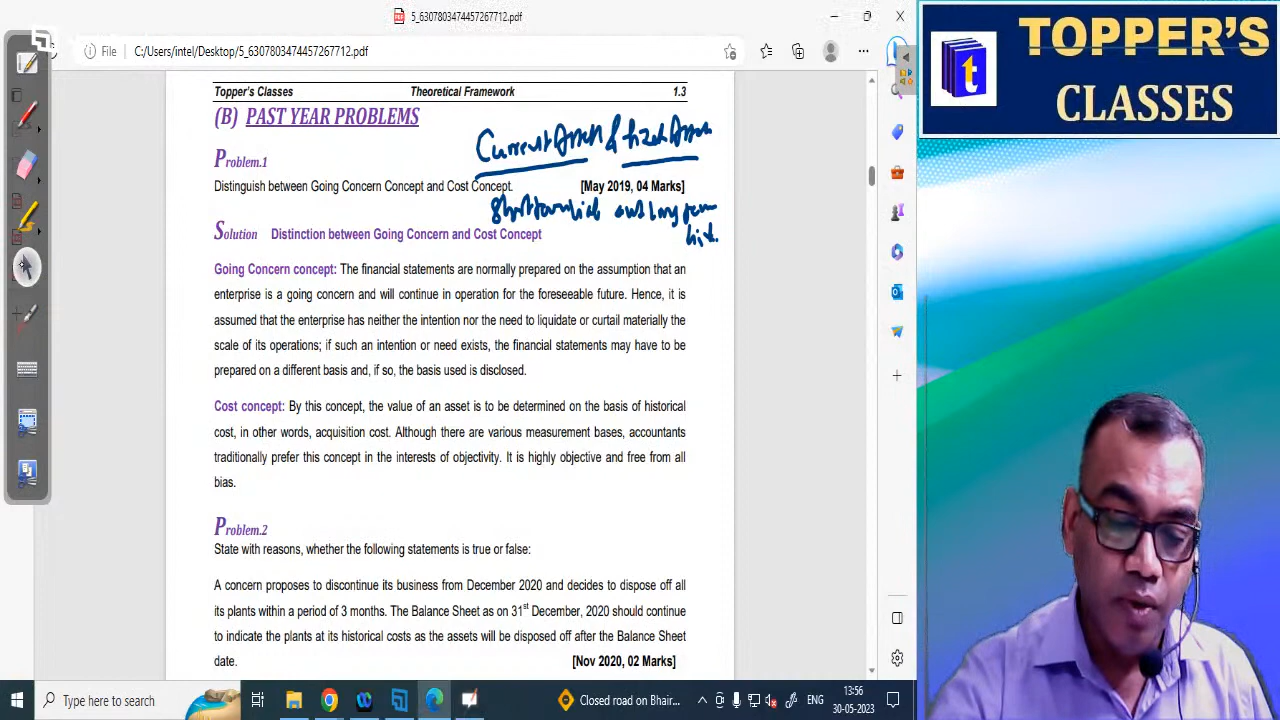 5_6307803474457267712.pdf
File C:/Users/intel/Desktop/5_6307803474457267712.pdf
Topper's Classes Theoretical Framework 1.3
(B) PAST YEAR PROBLEMS
Current Assets & fixed Assets
Problem.1
Distinguish between Going Concern Concept and Cost Concept. [May 2019, 04 Marks]
Short term and Long term
Solution Distinction between Going Concern and Cost Concept
Going Concern concept: The financial statements are normally prepared on the assumption that an
enterprise is a going concern and will continue in operation for the foreseeable future. Hence, it is
assumed that the enterprise has neither the intention nor the need to liquidate or curtail materially the
scale of its operations; if such an intention or need exists, the financial statements may have to be
prepared on a different basis and, if so, the basis used is disclosed.
Cost concept: By this concept, the value of an asset is to be determined on the basis of historical
cost, in other words, acquisition cost. Although there are various measurement bases, accountants
traditionally prefer this concept in the interests of objectivity. It is highly objective and free from all
bias.
Problem.2
State with reasons, whether the following statements is true or false:
A concern proposes to discontinue its business from December 2020 and decides to dispose off all
its plants within a period of 3 months. The Balance Sheet as on 31st December, 2020 should continue
to indicate the plants at its historical costs as the assets will be disposed off after the Balance Sheet
date. [Nov 2020, 02 Marks]
TOPPER'S
CLASSES
t
Type here to search
Closed road on Bhair...
ENG
13:56
30-05-2023